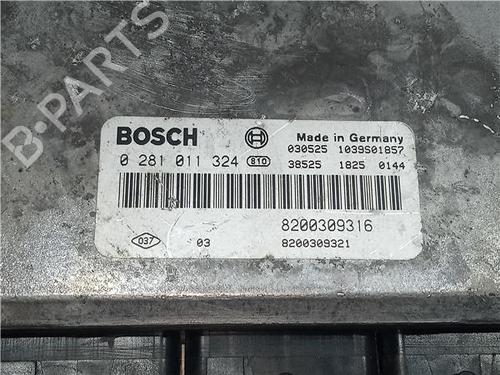 B-PARTS
BOSCH
Made in Germany
0 281 011 324 810
030525 1039S01857
38525 1825 0144
8200309316
037 03 8200309321